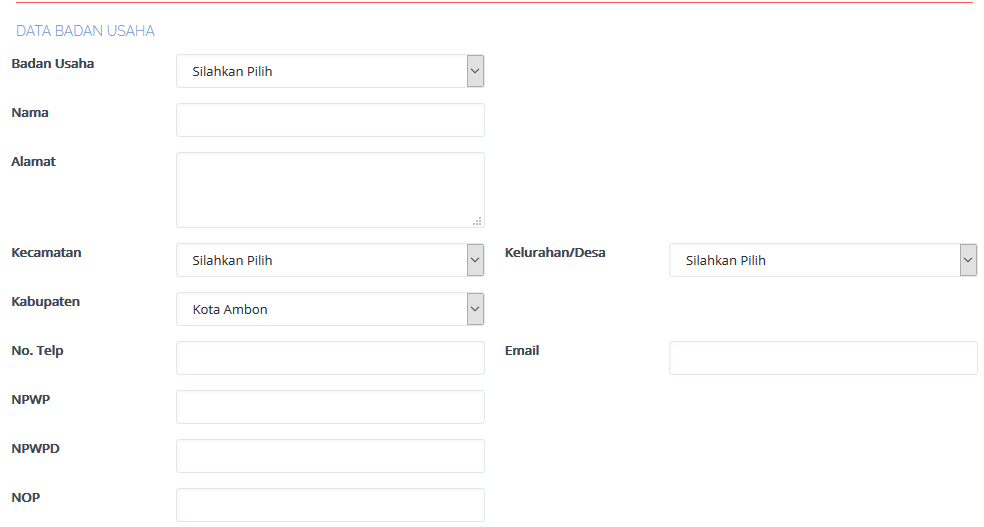 DATA BADAN USAHA
Badan Usaha Silahkan Pilih
Nama
Alamat
Kecamatan Silahkan Pilih Kelurahan/Desa Silahkan Pilih
Kabupaten Kota Ambon
No. Telp Email
NPWP
NPWPD
NOP